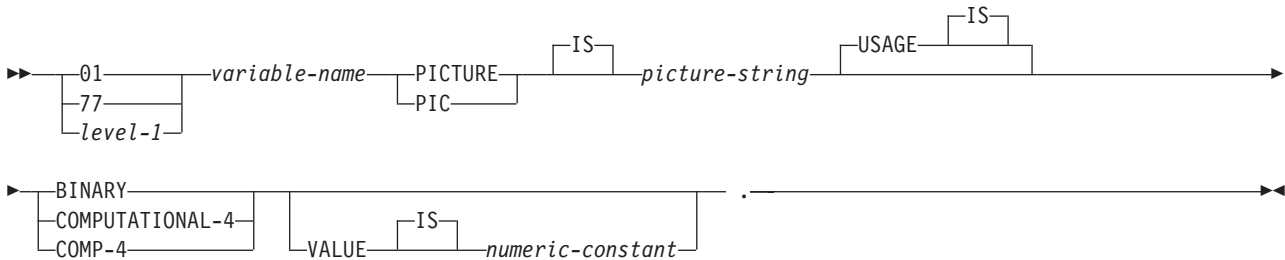 IS
IS USAGE
01 variable-name PICTURE picture-string
77 PIC
level-1
BINARY .
COMPUTATIONAL-4 IS
COMP-4 VALUE numeric-constant